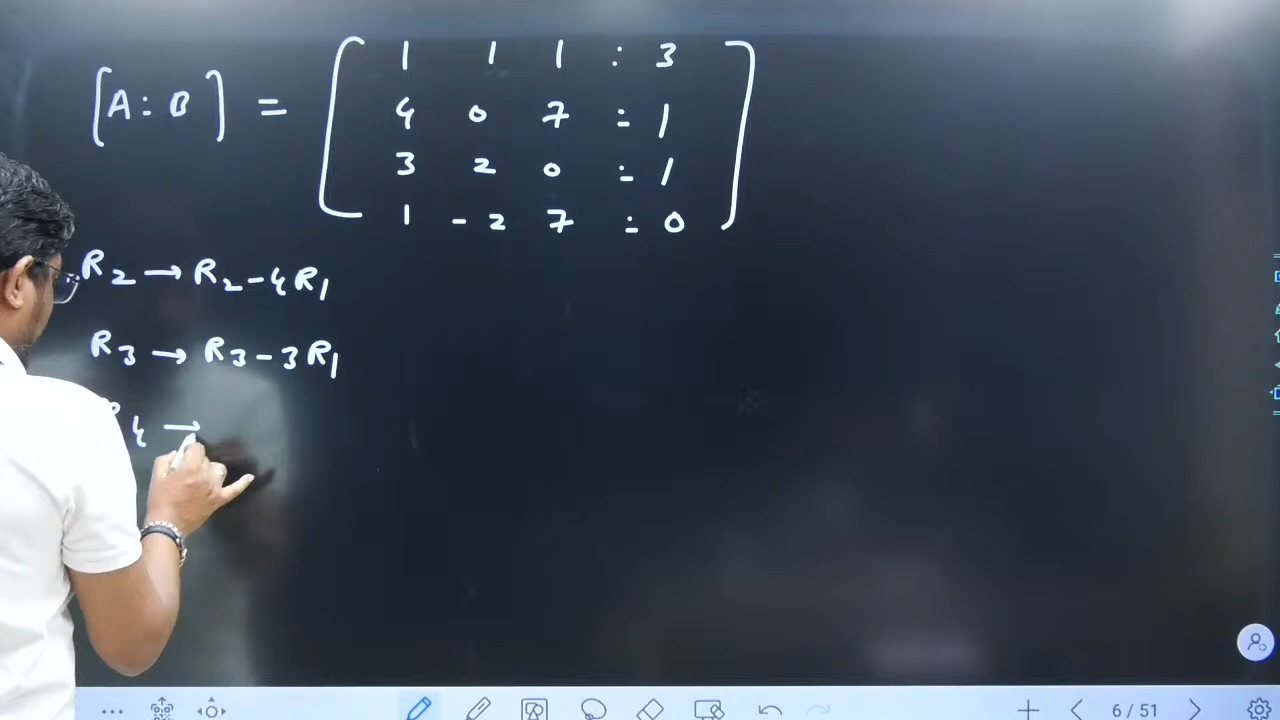 [A : B] =
1 1 1 : 3
4 0 7 : 1
3 2 0 : 1
1 -2 7 : 0
R2 → R2 - 4R1
R3 → R3 - 3R1
R4 →
6 / 51